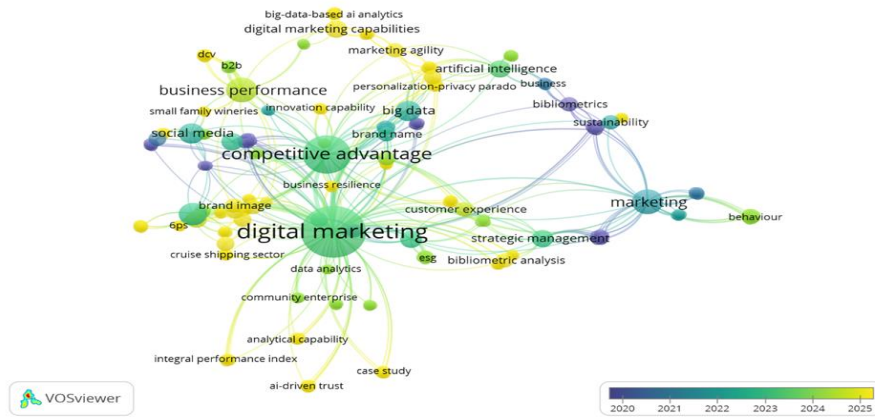 big-data-based ai analytics
digital marketing capabilities
marketing agility
dcv
b2b
artificial intelligence
business performance
personalization-privacy parado
business
small family wineries
innovation capability
big data
bibliometrics
social media
brand name
sustainability
competitive advantage
business resilience
brand image
customer experience
marketing
behaviour
6ps
digital marketing
strategic management
cruise shipping sector
esg
bibliometric analysis
data analytics
community enterprise
analytical capability
integral performance index
case study
ai-driven trust
VOSviewer
2020 2021 2022 2023 2024 2025